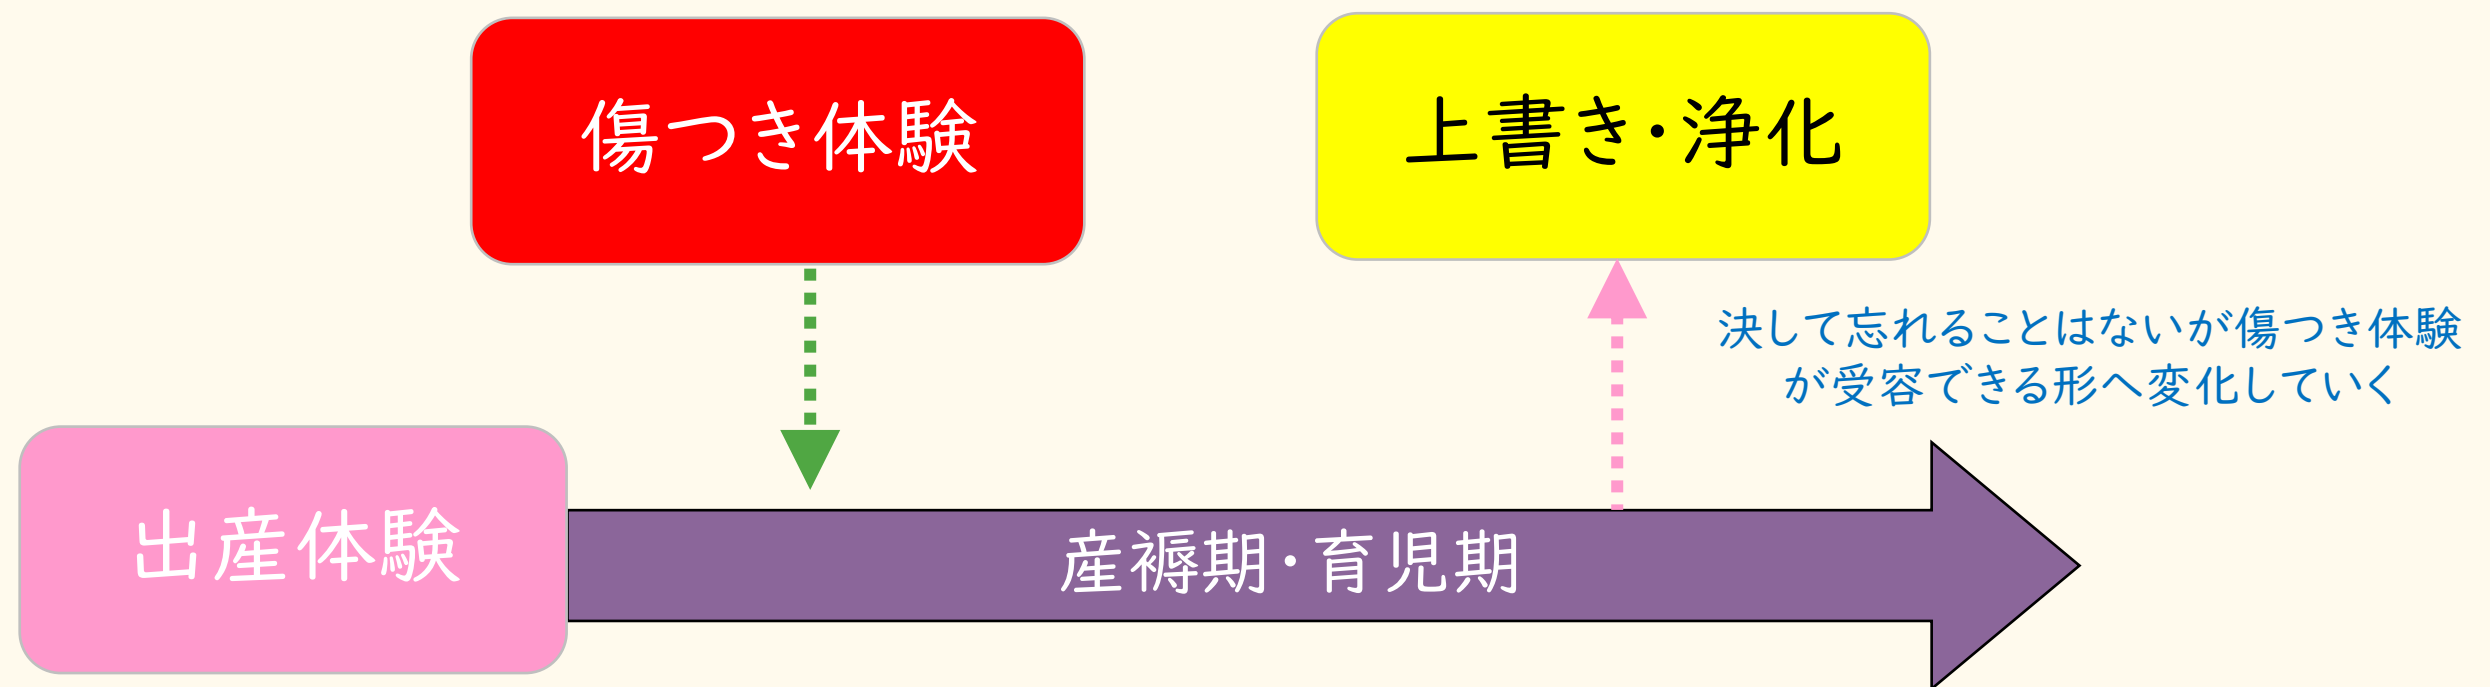 傷つき体験
上書き・浄化
決して忘れることはないが傷つき体験
が受容できる形へ変化していく
出産体験
産褥期・育児期